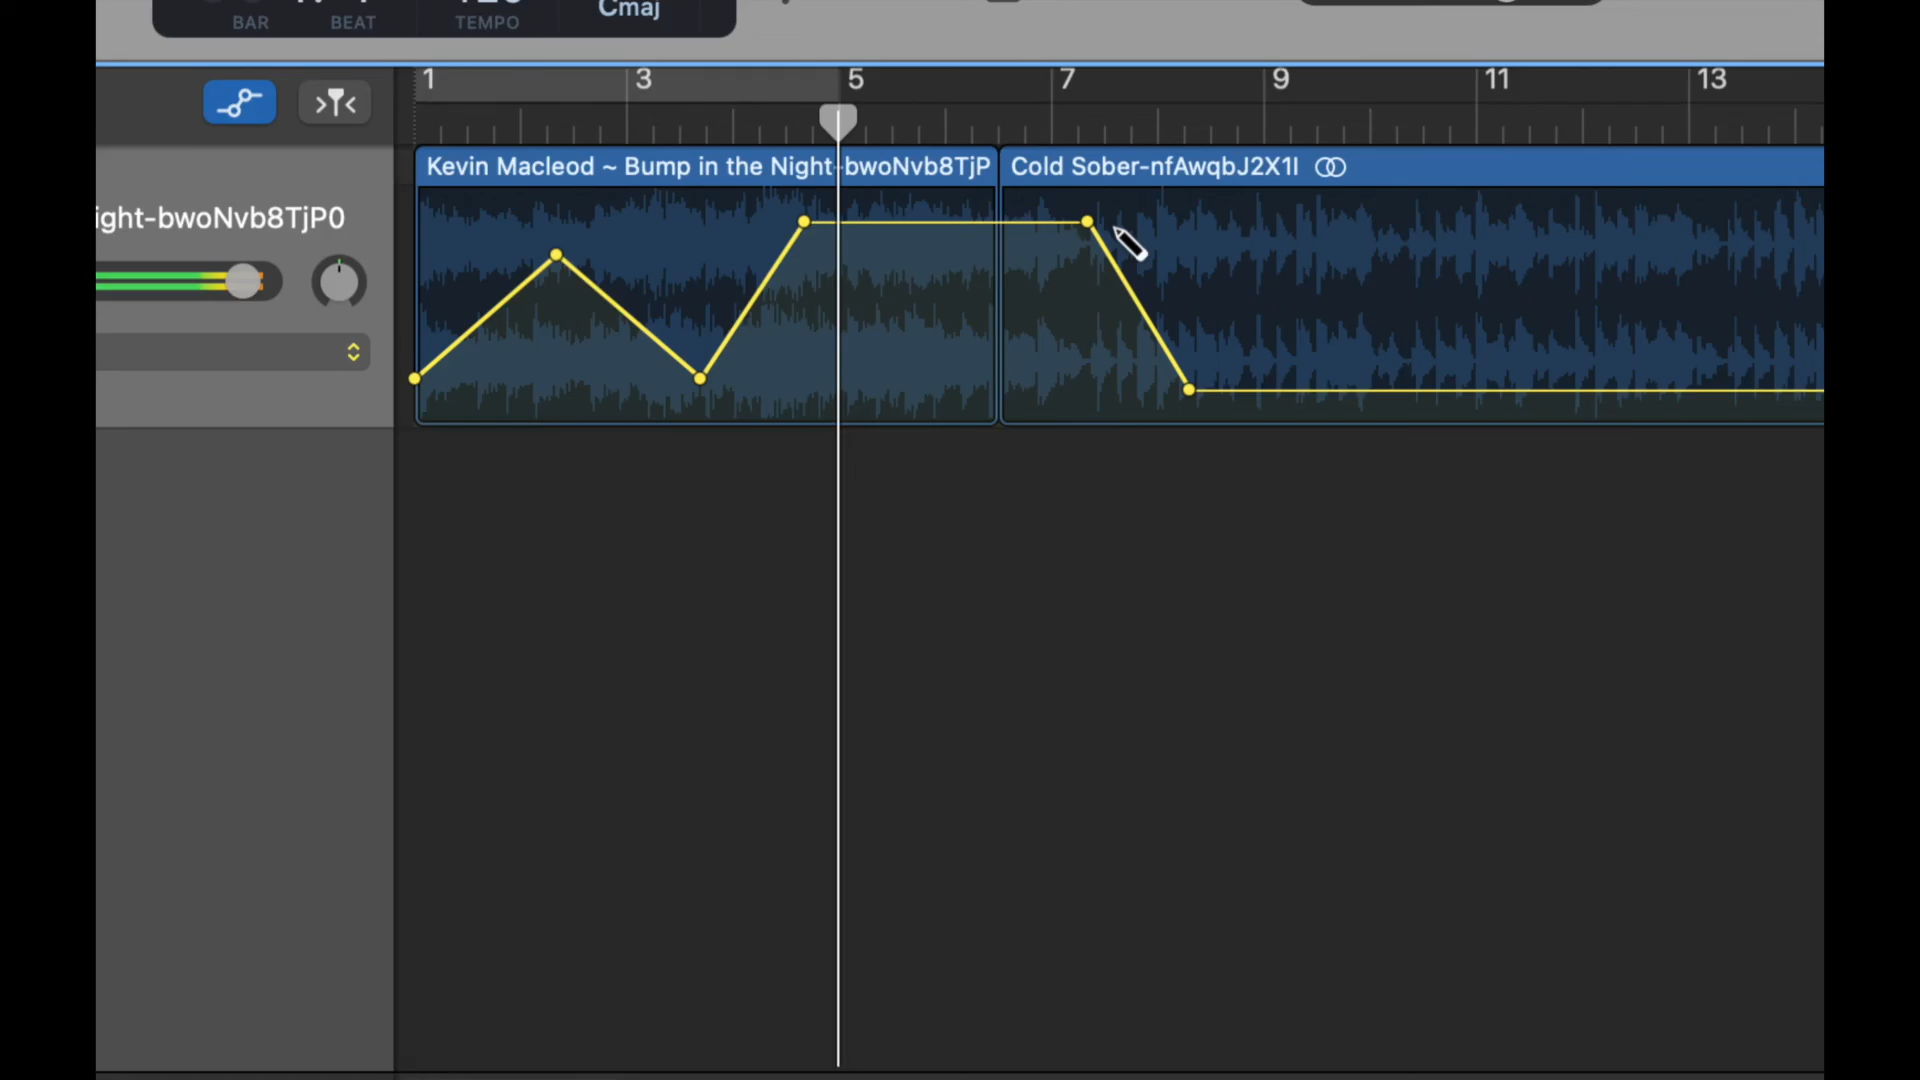 Cmaj
BAR BEAT TEMPO
1 3 5 7 9 11 13
Kevin Macleod ~ Bump in the Night-bwoNvb8TjP
Cold Sober-nfAwqbJ2X1I
ight-bwoNvb8TjP0